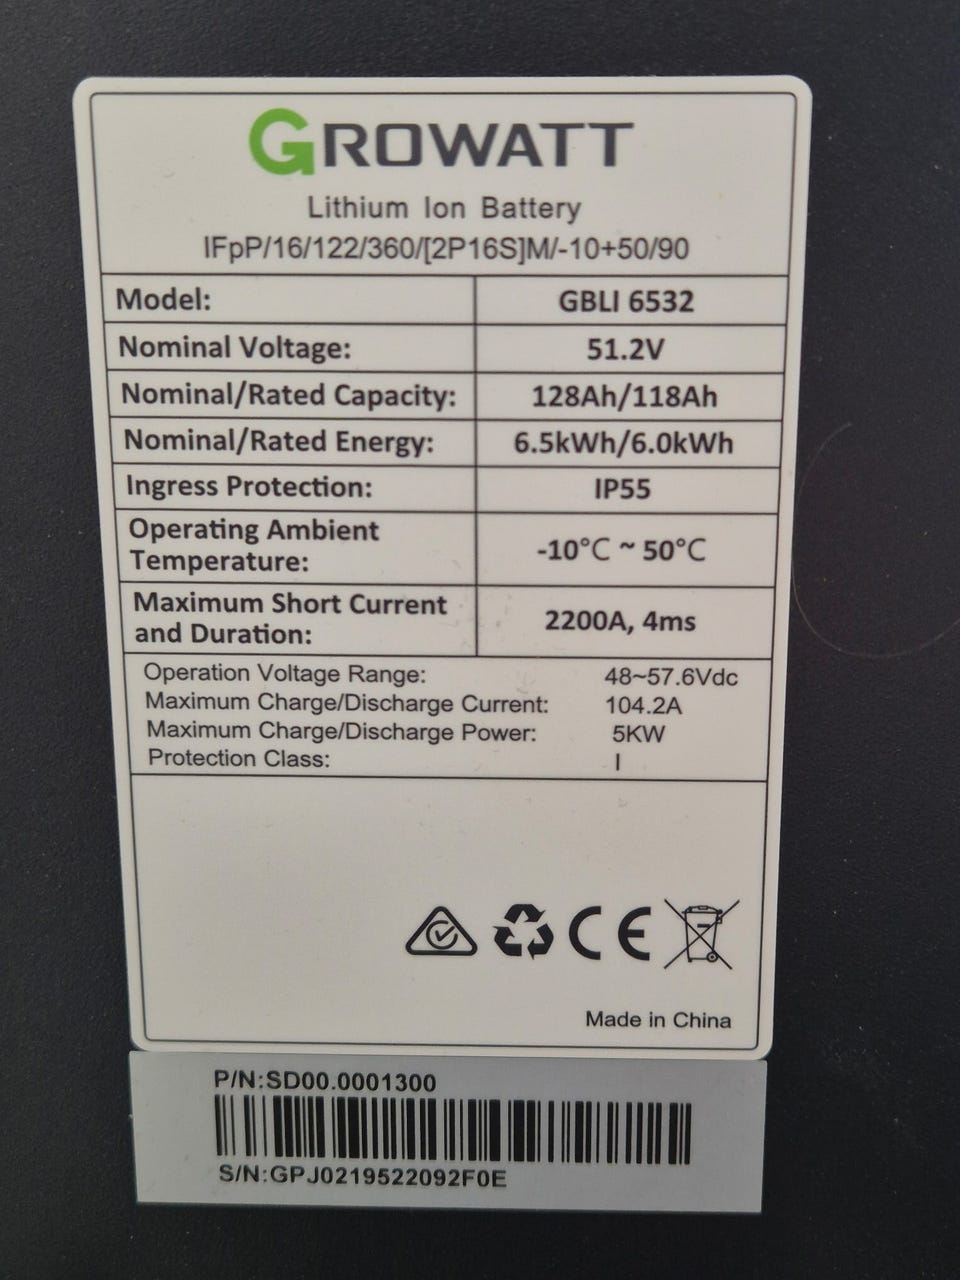 GROWATT
Lithium Ion Battery
IFpP/16/122/360/[2P16S]M/-10+50/90
Model: GBLI 6532
Nominal Voltage: 51.2V
Nominal/Rated Capacity: 128Ah/118Ah
Nominal/Rated Energy: 6.5kWh/6.0kWh
Ingress Protection: IP55
Operating Ambient
Temperature: -10°C ~ 50°C
Maximum Short Current
and Duration: 2200A, 4ms
Operation Voltage Range: 48~57.6Vdc
Maximum Charge/Discharge Current: 104.2A
Maximum Charge/Discharge Power: 5KW
Protection Class: I
CE
Made in China
P/N:SD00.0001300
S/N:GPJ0219522092F0E